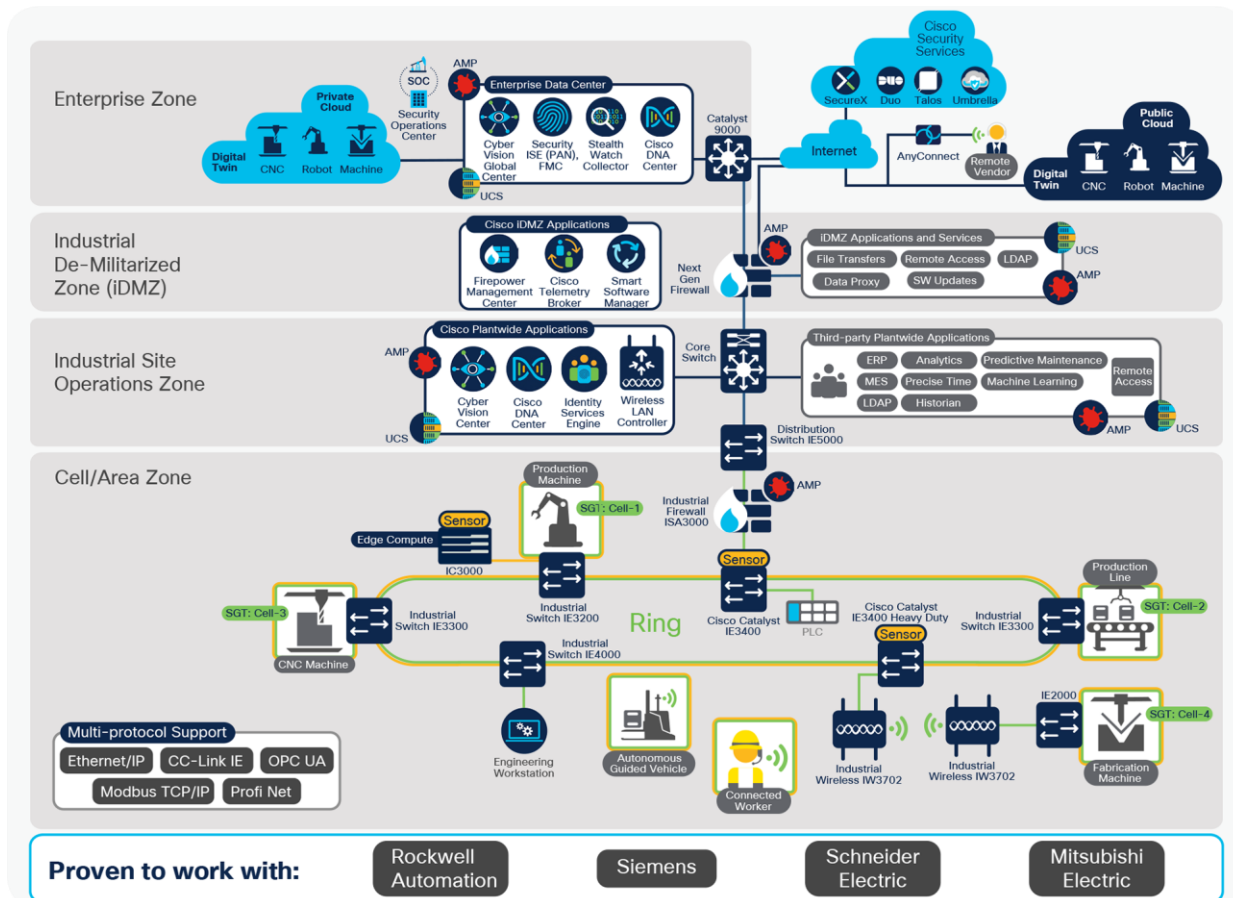 Enterprise Zone
Private
Cloud
Digital
Twin
CNC
Robot
Machine
SOC
Security
Operations
Center
AMP
Enterprise Data Center
Cyber
Vision
Global
Center
Security
ISE (PAN),
FMC
Stealth
Watch
Collector
Cisco
DNA
Center
UCS
Catalyst
9000
Cisco
Security
Services
SecureX
Duo
Talos
Umbrella
Internet
AnyConnect
Remote
Vendor
Public
Cloud
Digital
Twin
CNC
Robot
Machine
Industrial
De-Militarized
Zone (iDMZ)
Cisco iDMZ Applications
Firepower
Management
Center
Cisco
Telemetry
Broker
Smart
Software
Manager
Next
Gen
Firewall
AMP
iDMZ Applications and Services
File Transfers
Remote Access
LDAP
Data Proxy
SW Updates
UCS
AMP
Industrial Site
Operations Zone
AMP
Cisco Plantwide Applications
Cyber
Vision
Center
Cisco
DNA
Center
Identity
Services
Engine
Wireless
LAN
Controller
UCS
Core
Switch
Third-party Plantwide Applications
ERP
Analytics
Predictive Maintenance
MES
Precise Time
Machine Learning
LDAP
Historian
Remote
Access
AMP
UCS
Distribution
Switch IE5000
Cell/Area Zone
Production
Machine
SGT: Cell-1
Industrial
Firewall
ISA3000
AMP
Sensor
Edge Compute
IC3000
Industrial
Switch IE3200
Sensor
Cisco Catalyst
IE3400
PLC
Ring
SGT: Cell-3
CNC Machine
Industrial
Switch IE3300
Industrial
Switch IE4000
Engineering
Workstation
Cisco Catalyst
IE3400 Heavy Duty
Sensor
Industrial
Switch IE3300
Production
Line
SGT: Cell-2
Autonomous
Guided Vehicle
Connected
Worker
Industrial
Wireless IW3702
Industrial
Wireless IW3702
IE2000
SGT: Cell-4
Fabrication
Machine
Multi-protocol Support
Ethernet/IP
CC-Link IE
OPC UA
Modbus TCP/IP
Profi Net
Proven to work with:
Rockwell
Automation
Siemens
Schneider
Electric
Mitsubishi
Electric